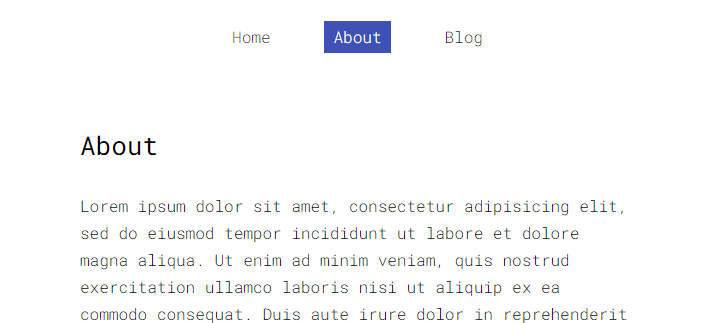 Home About Blog
About
Lorem ipsum dolor sit amet, consectetur adipisicing elit,
sed do eiusmod tempor incididunt ut labore et dolore
magna aliqua. Ut enim ad minim veniam, quis nostrud
exercitation ullamco laboris nisi ut aliquip ex ea
commodo consequat. Duis aute irure dolor in reprehenderit